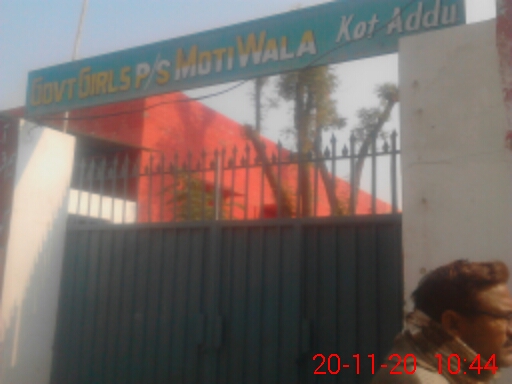 GOVT GIRLS P/S MOTI WALA Kot Addu
20-11-20 10:44